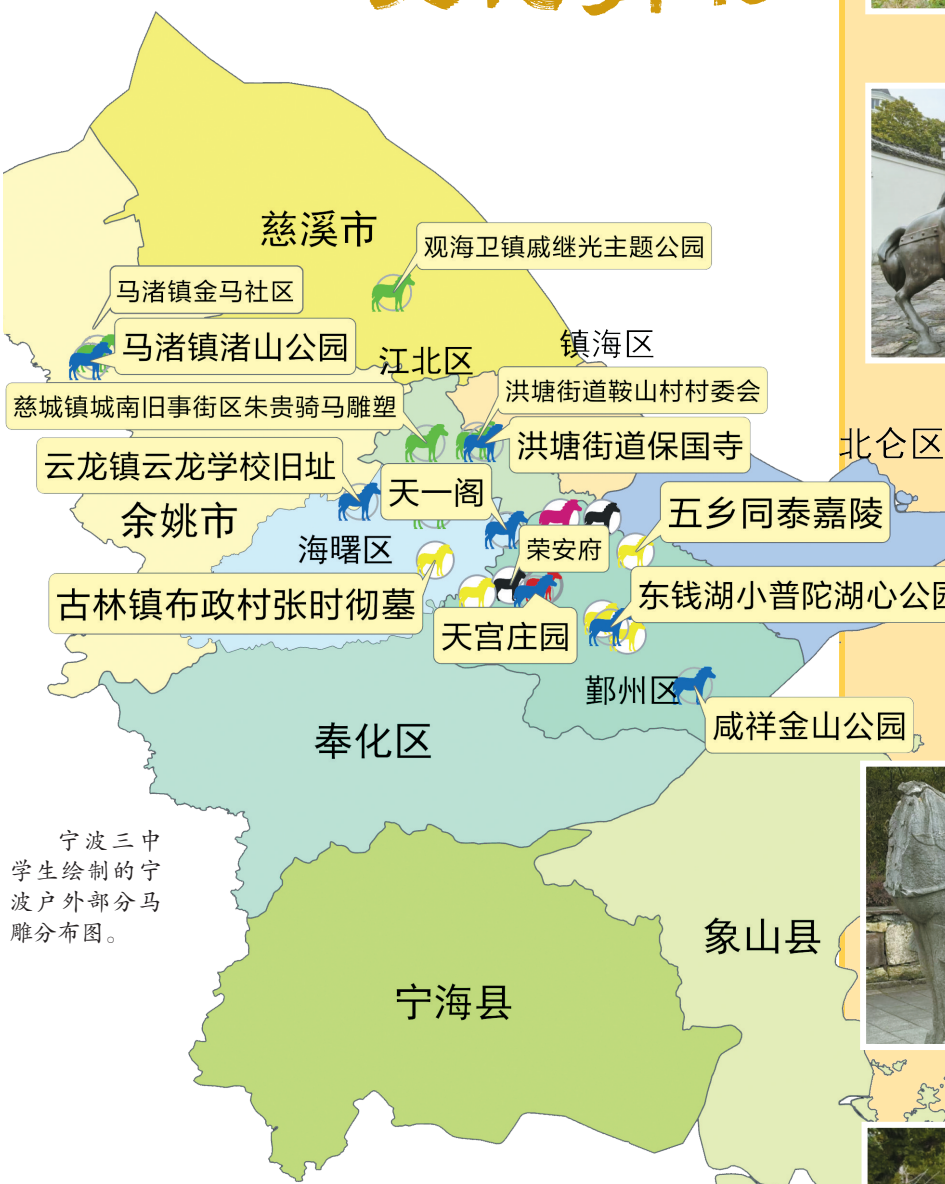 慈溪市
观海卫镇戚继光主题公园
马渚镇金马社区
马渚镇渚山公园
江北区
镇海区
慈城镇城南旧事街区朱贵骑马雕塑
洪塘街道鞍山村村委会
洪塘街道保国寺
北仑区
云龙镇云龙学校旧址
天一阁
余姚市
五乡同泰嘉陵
海曙区
荣安府
古林镇布政村张时彻墓
东钱湖小普陀湖心公园
天宫庄园
鄞州区
咸祥金山公园
奉化区
宁波三中
学生绘制的宁
波户外部分马
雕分布图。
象山县
宁海县